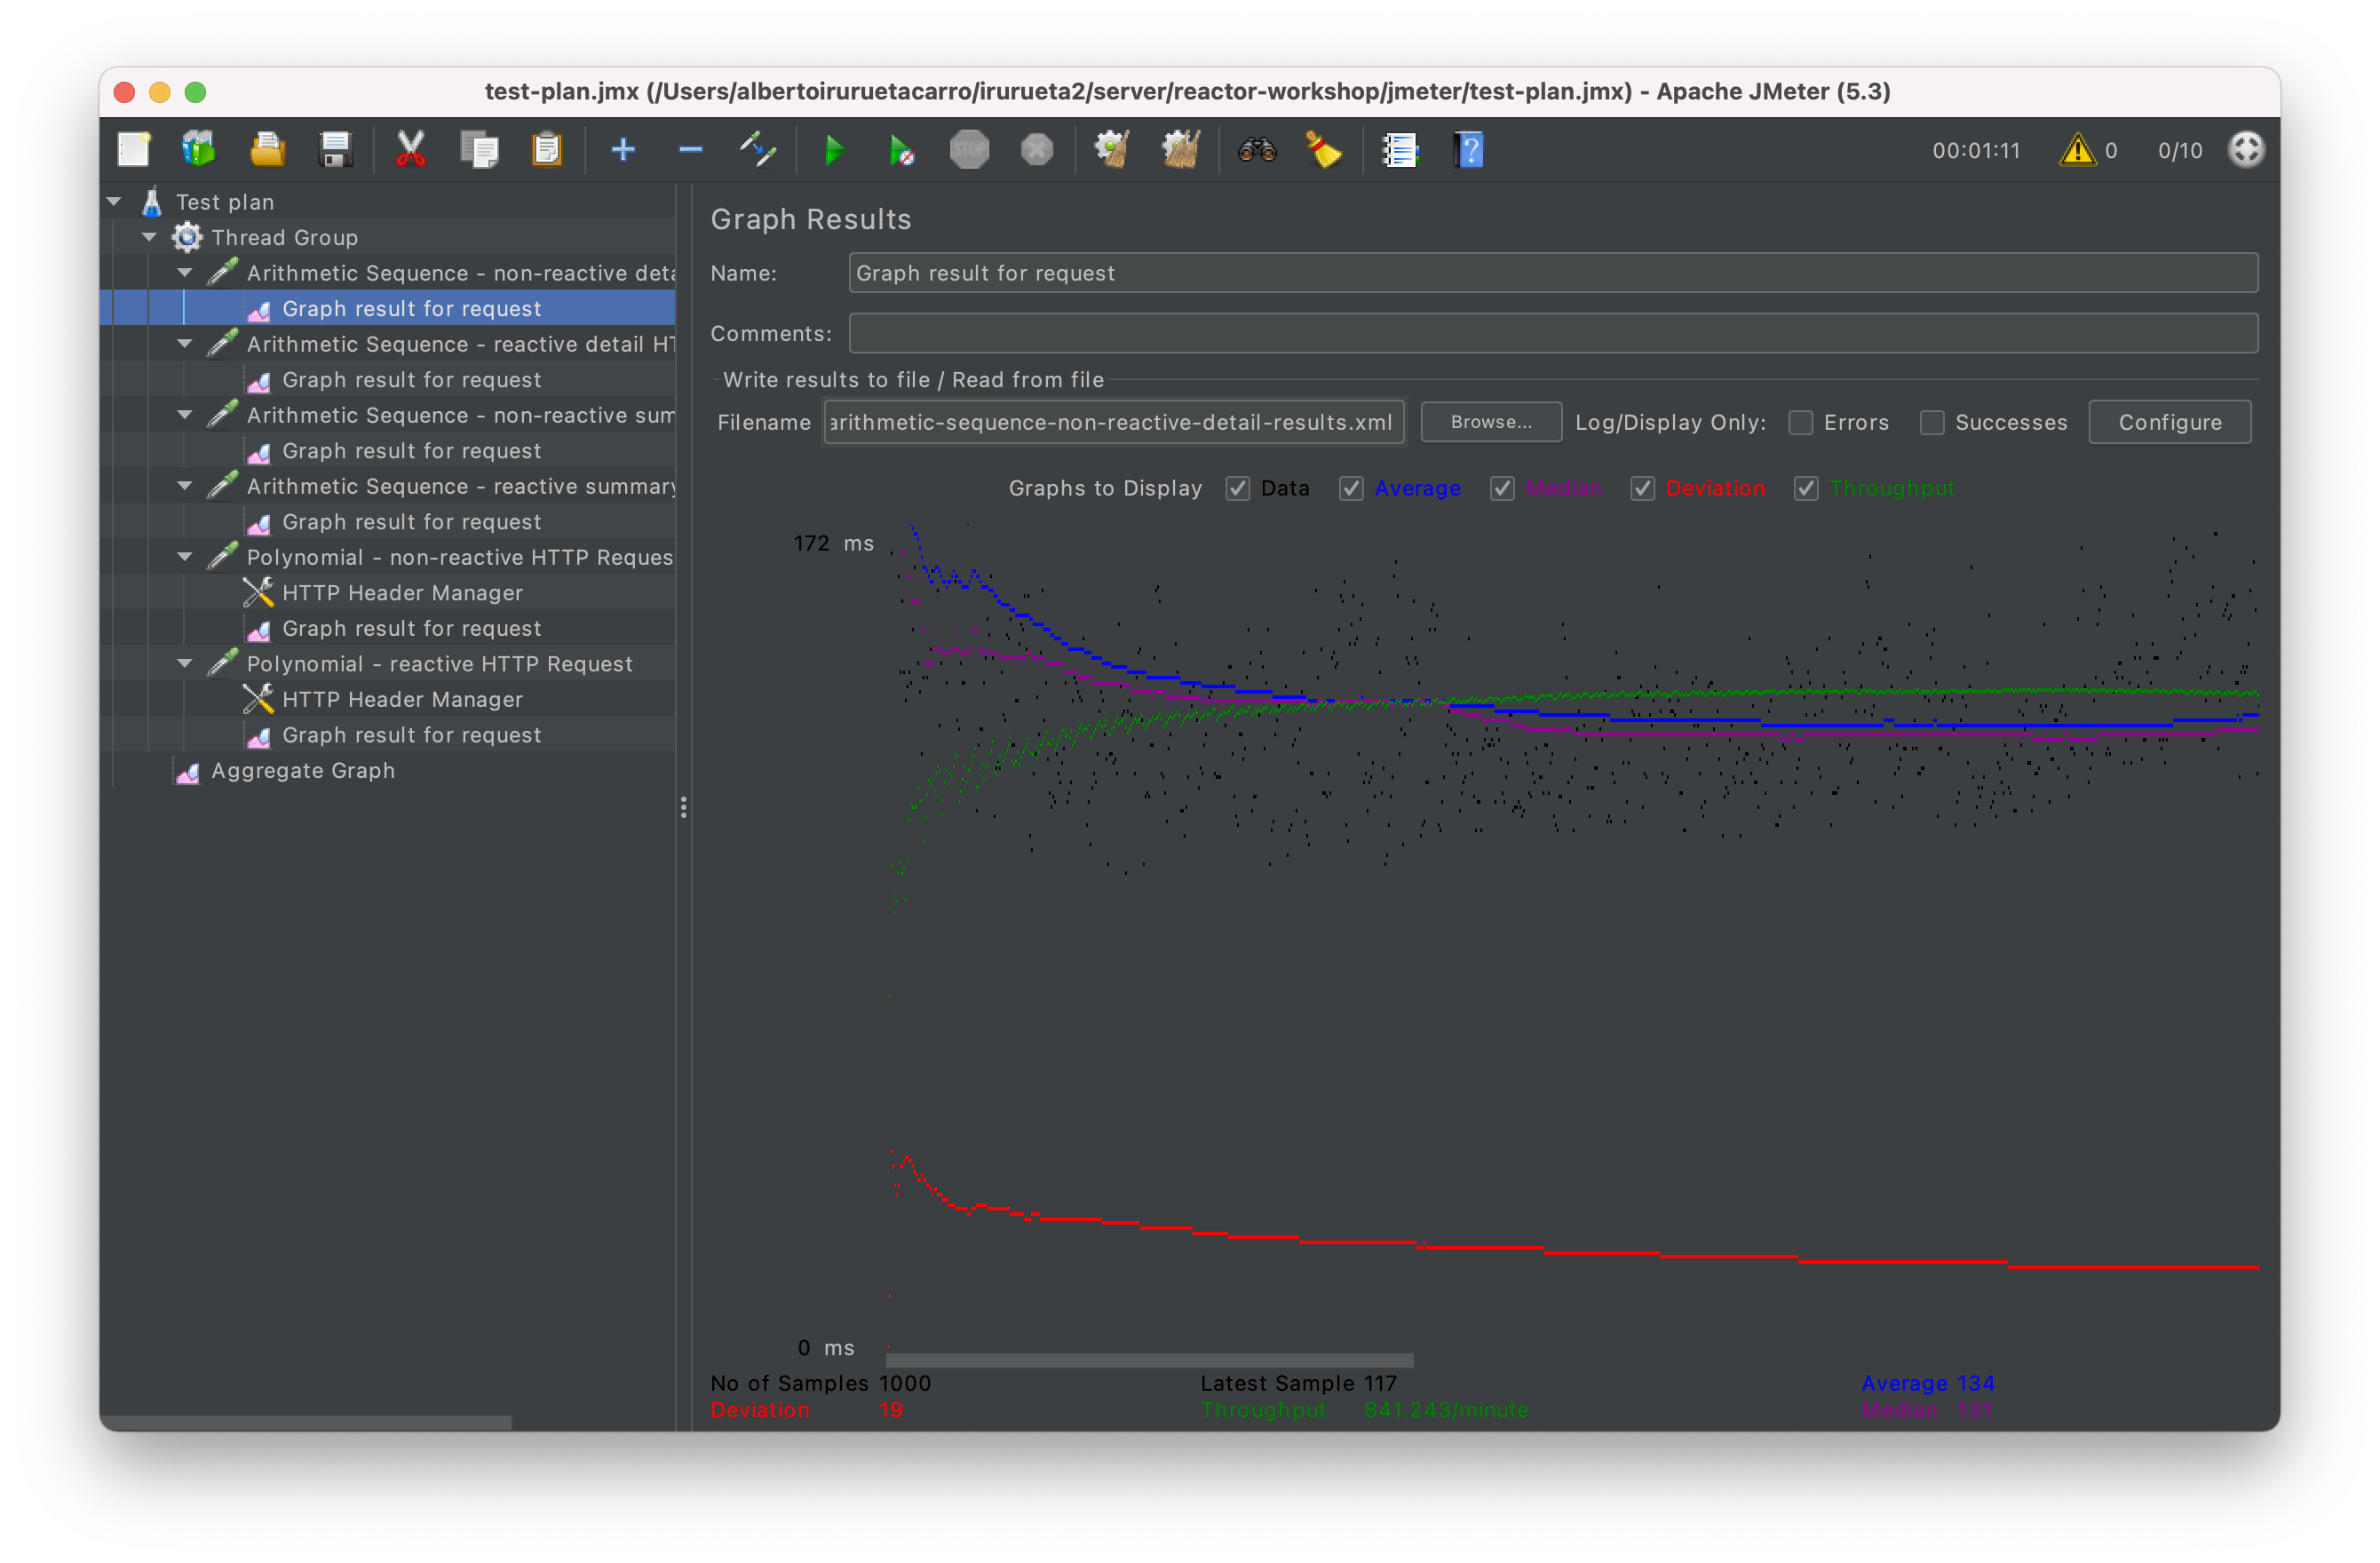 test-plan.jmx (/Users/albertoiruruetacarro/irurueta2/server/reactor-workshop/jmeter/test-plan.jmx) - Apache JMeter (5.3)
STOP
00:01:11 0 0/10
Test plan
Thread Group
Arithmetic Sequence - non-reactive deta
Graph result for request
Arithmetic Sequence - reactive detail HT
Graph result for request
Arithmetic Sequence - non-reactive sum
Graph result for request
Arithmetic Sequence - reactive summary
Graph result for request
Polynomial - non-reactive HTTP Reques
HTTP Header Manager
Graph result for request
Polynomial - reactive HTTP Request
HTTP Header Manager
Graph result for request
Aggregate Graph
Graph Results
Name: Graph result for request
Comments:
Write results to file / Read from file
Filename arithmetic-sequence-non-reactive-detail-results.xml Browse... Log/Display Only: Errors Successes Configure
Graphs to Display Data Average Median Deviation Throughput
172 ms
0 ms
No of Samples 1000 Latest Sample 117 Average 134
Deviation 19 Throughput 841.243/minute Median 131